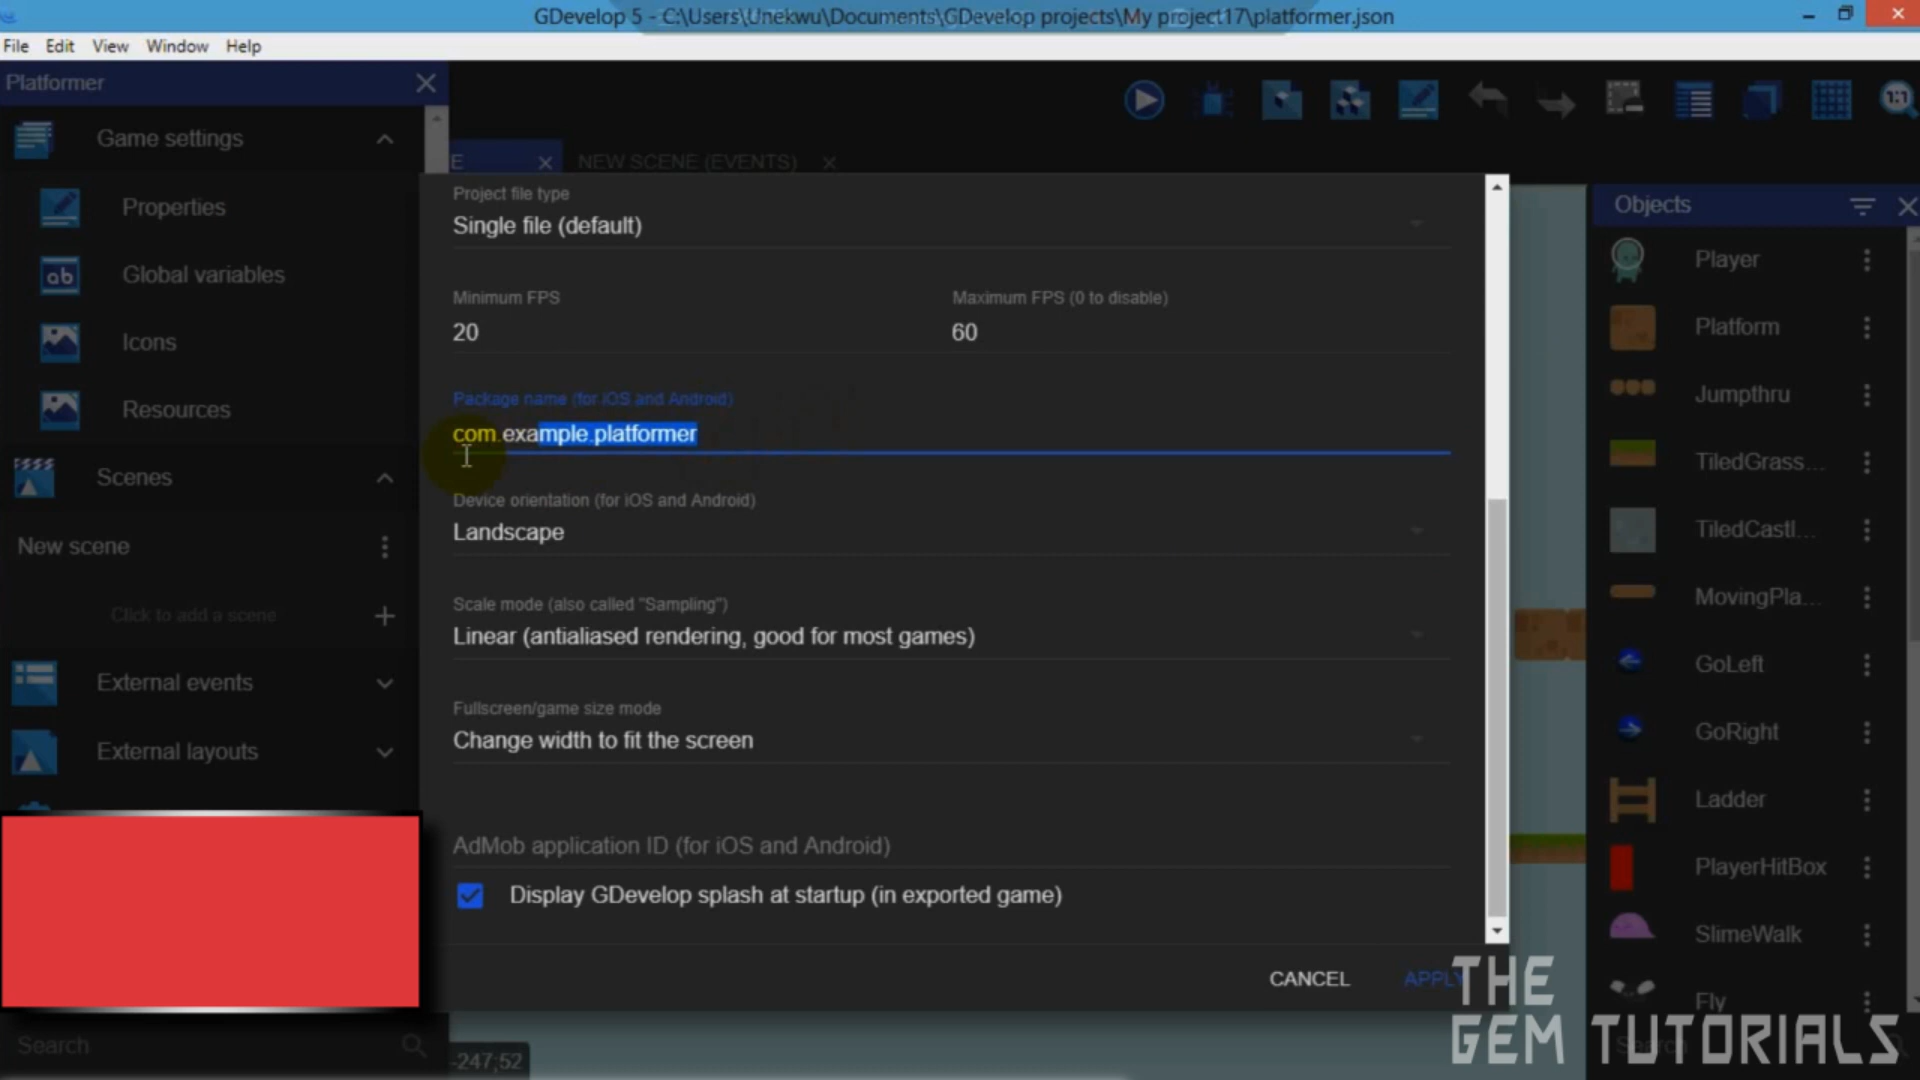 GDevelop 5 - C:\Users\Unekwu\Documents\GDevelop projects\My project17\platformer.json
File Edit View Window Help
Platformer
Game settings
Properties
Global variables
Icons
Resources
Scenes
New scene
Click to add a scene
External events
External layouts
Search
E
NEW SCENE (EVENTS)
1:1
Project file type
Single file (default)
Minimum FPS
20
Maximum FPS (0 to disable)
60
Package name (for iOS and Android)
com.example.platformer
Device orientation (for iOS and Android)
Landscape
Scale mode (also called "Sampling")
Linear (antialiased rendering, good for most games)
Fullscreen/game size mode
Change width to fit the screen
AdMob application ID (for iOS and Android)
Display GDevelop splash at startup (in exported game)
CANCEL
APPLY
-247;52
Objects
Player
Platform
Jumpthru
TiledGrass...
TiledCastl...
MovingPla...
GoLeft
GoRight
Ladder
PlayerHitBox
SlimeWalk
Fly
Search
THE
GEM TUTORIALS